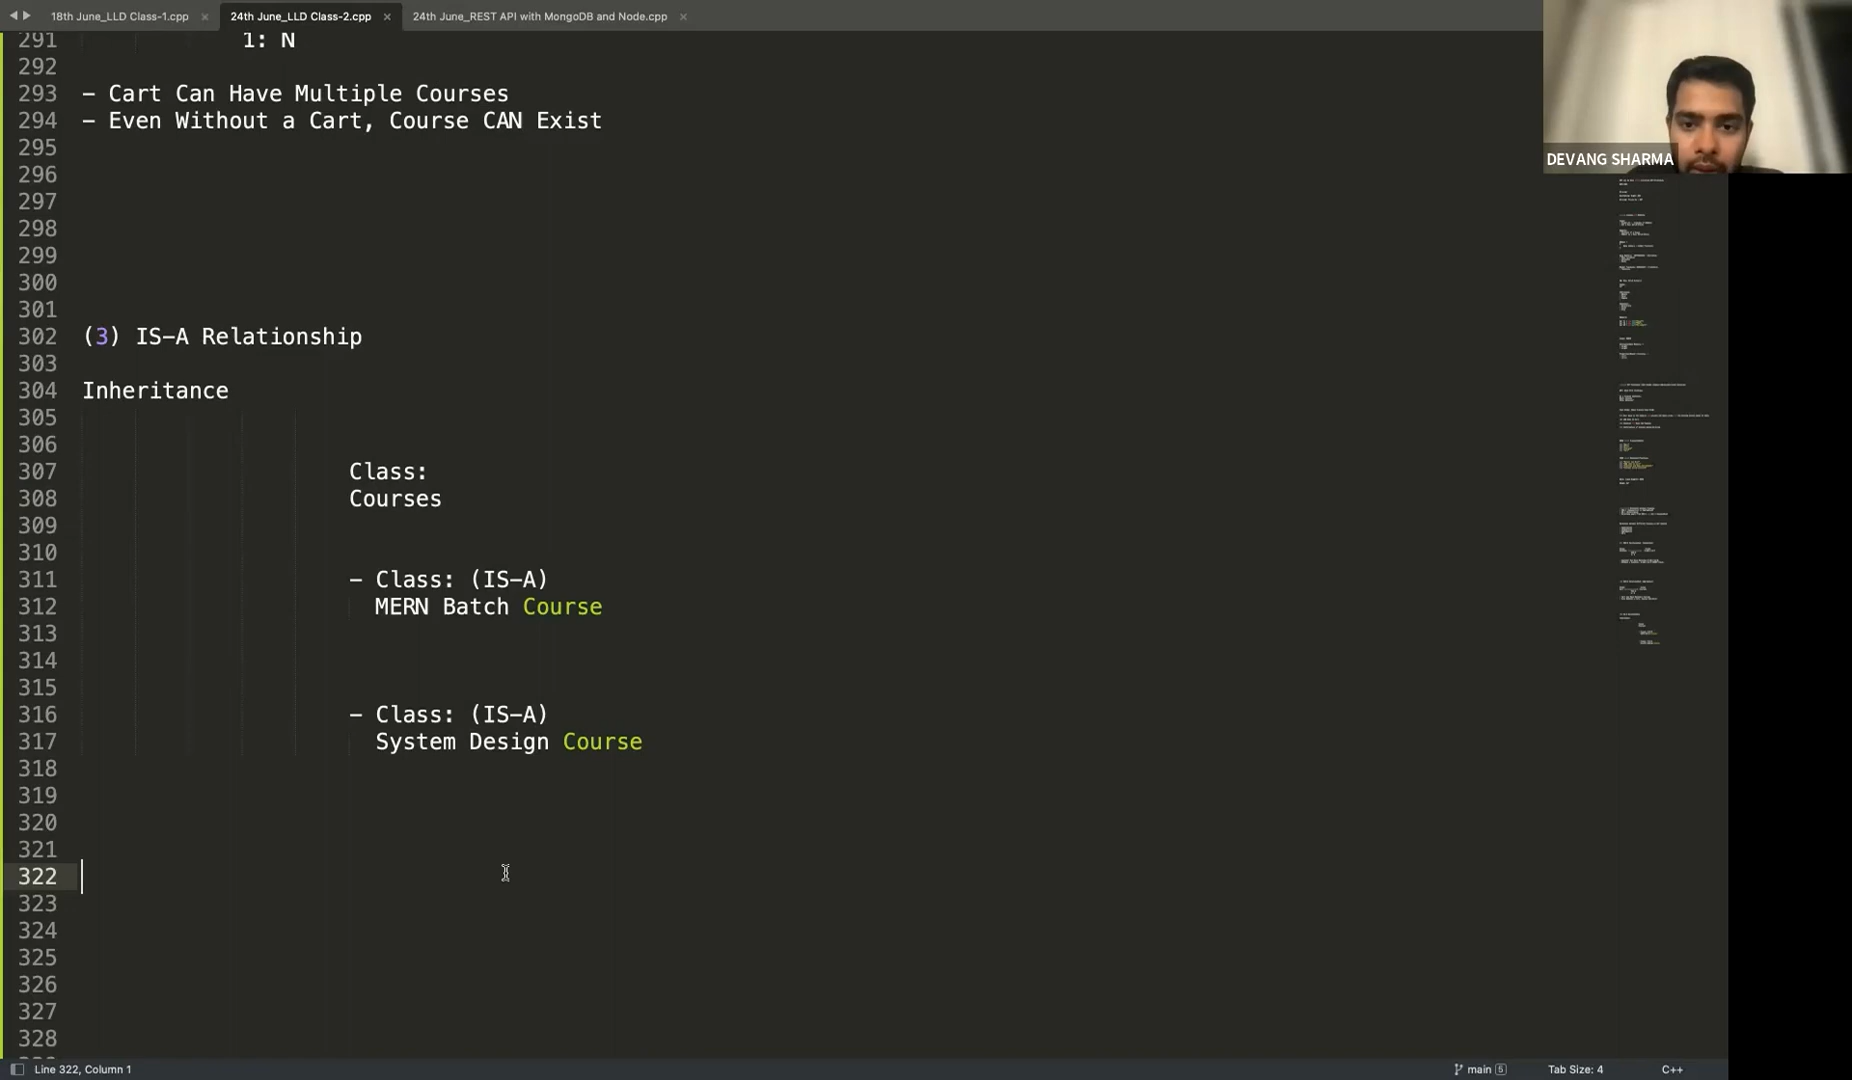 18th June_LLD Class-1.cpp
24th June_LLD Class-2.cpp
24th June_REST API with MongoDB and Node.cpp
291 1: N
292
293 - Cart Can Have Multiple Courses
294 - Even Without a Cart, Course CAN Exist
295
296
297
298
299
300
301
302 (3) IS-A Relationship
303
304 Inheritance
305
306
307 Class:
308 Courses
309
310
311 - Class: (IS-A)
312 MERN Batch Course
313
314
315
316 - Class: (IS-A)
317 System Design Course
318
319
320
321
322
323
324
325
326
327
328
DEVANG SHARMA
Line 322, Column 1
main 5
Tab Size: 4
C++